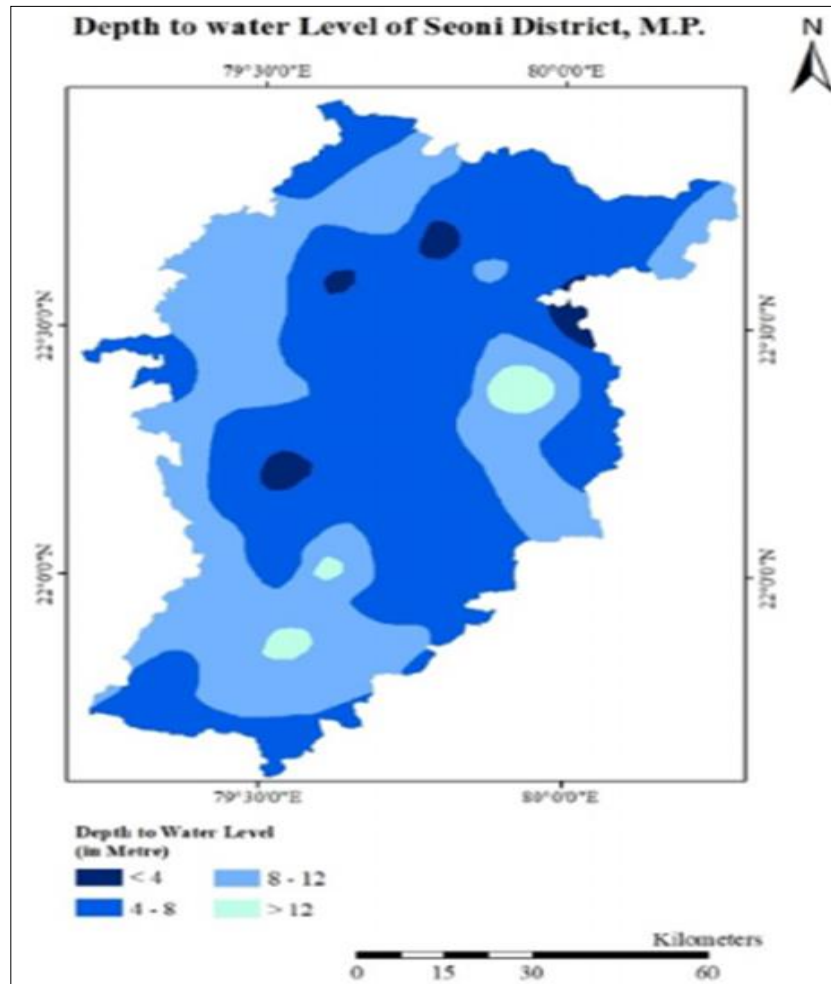 Depth to water Level of Seoni District, M.P.
N
79°30'0"E 80°0'0"E
22°30'0"N
22°30'0"N
22°0'0"N
22°0'0"N
79°30'0"E 80°0'0"E
Depth to Water Level
(in Metre)
< 4 8 - 12
4 - 8 > 12
Kilometers
0 15 30 60